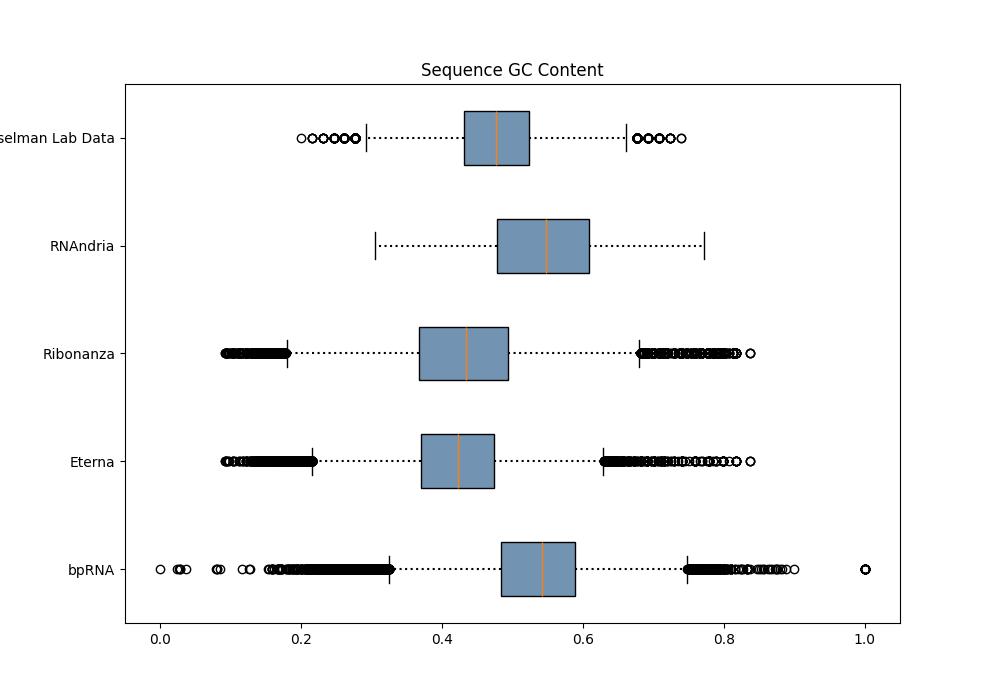 Sequence GC Content
Lab Data
RNAndria
Ribonanza
Eterna
bpRNA
0.0 0.2 0.4 0.6 0.8 1.0